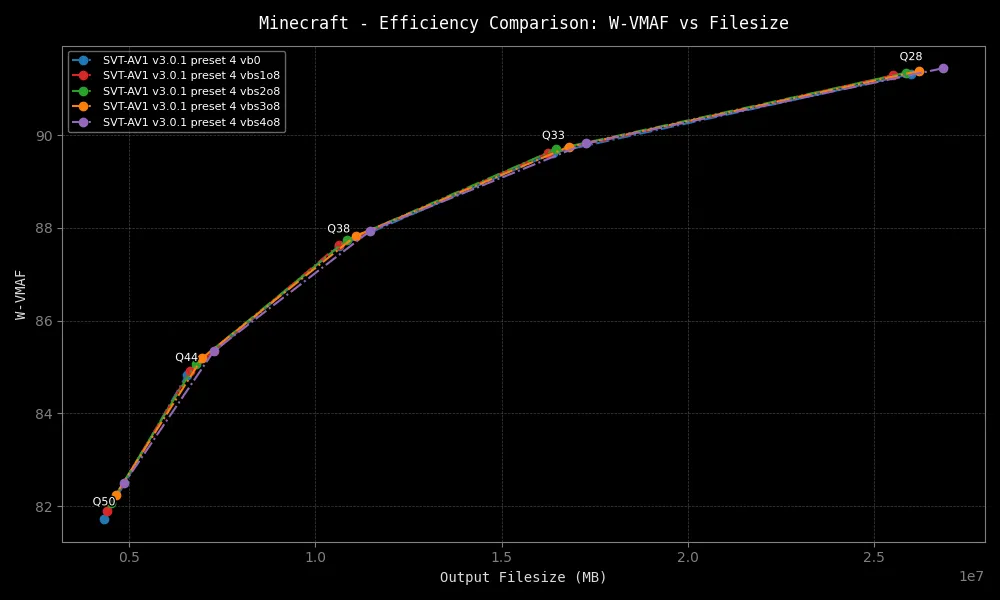 Minecraft - Efficiency Comparison: W-VMAF vs Filesize
SVT-AV1 v3.0.1 preset 4 vb0
SVT-AV1 v3.0.1 preset 4 vbs1o8
SVT-AV1 v3.0.1 preset 4 vbs2o8
SVT-AV1 v3.0.1 preset 4 vbs3o8
SVT-AV1 v3.0.1 preset 4 vbs4o8
Q28
Q33
Q38
Q44
Q50
W-VMAF
90
88
86
84
82
0.5 1.0 1.5 2.0 2.5
1e7
Output Filesize (MB)